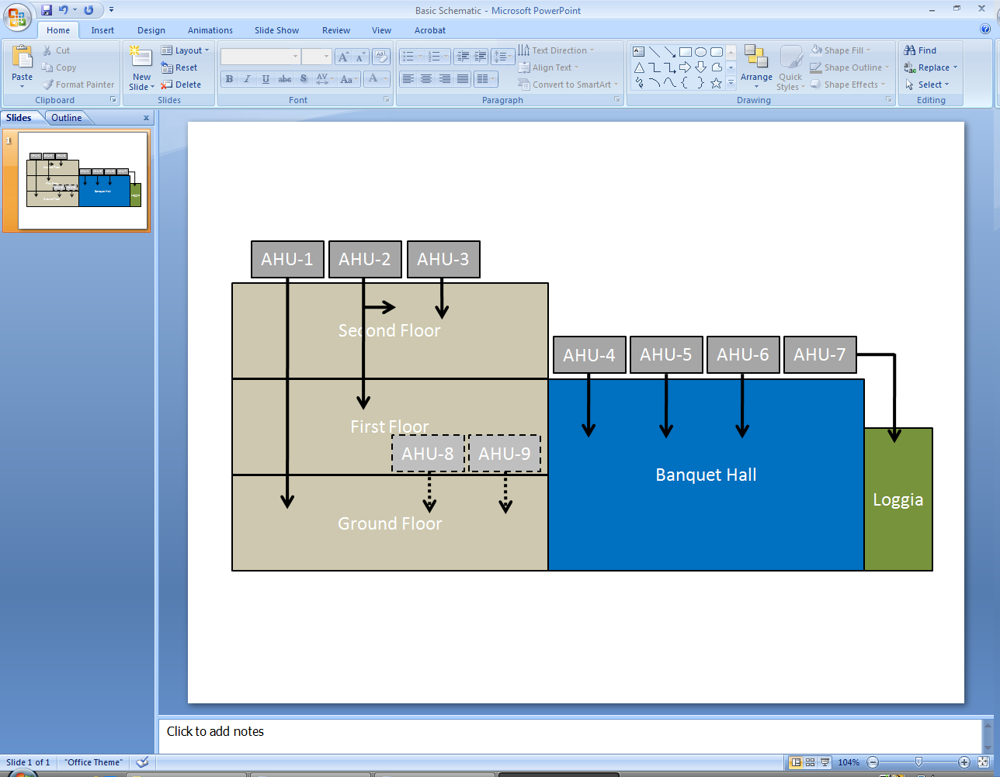 Basic Schematic - Microsoft PowerPoint
Home Insert Design Animations Slide Show Review View Acrobat
Paste
Cut
Copy
Format Painter
Clipboard
New Slide
Layout
Reset
Delete
Slides
B I U abc S AV Aa A
Font
Text Direction
Align Text
Convert to SmartArt
Paragraph
Arrange
Quick Styles
Shape Fill
Shape Outline
Shape Effects
Drawing
Find
Replace
Select
Editing
Slides Outline x
1
AHU-1 AHU-2 AHU-3
Second Floor
AHU-4 AHU-5 AHU-6 AHU-7
First Floor
AHU-8 AHU-9
Banquet Hall
Loggia
Ground Floor
Click to add notes
Slide 1 of 1 "Office Theme" 104%